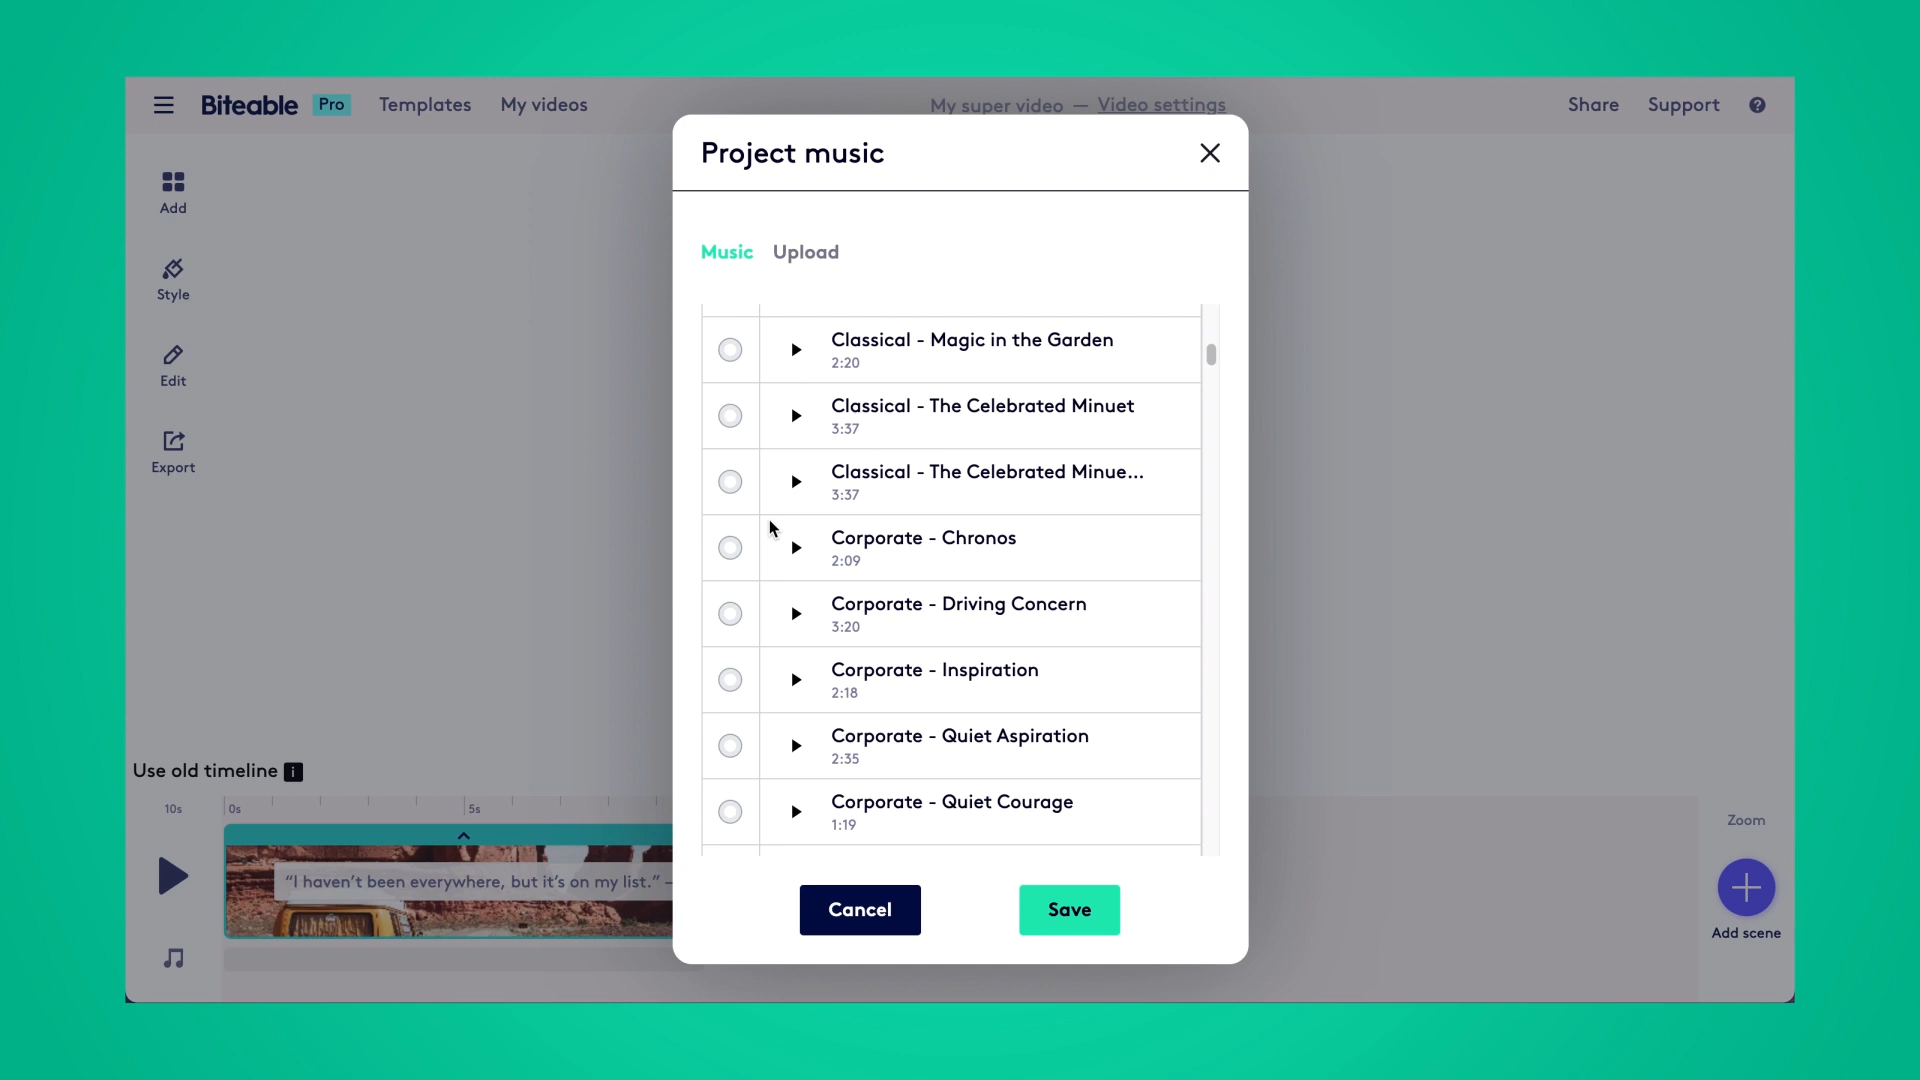 Biteable Pro Templates My videos
My super video — Video settings
Share Support ?
Project music
Add
Style
Edit
Export
Music Upload
Classical - Magic in the Garden
2:20
Classical - The Celebrated Minuet
3:37
Classical - The Celebrated Minue...
3:37
Corporate - Chronos
2:09
Corporate - Driving Concern
3:20
Corporate - Inspiration
2:18
Corporate - Quiet Aspiration
2:35
Corporate - Quiet Courage
1:19
Cancel Save
Use old timeline i
10s 0s 5s
“I haven’t been everywhere, but it’s on my list.” –
Zoom
Add scene